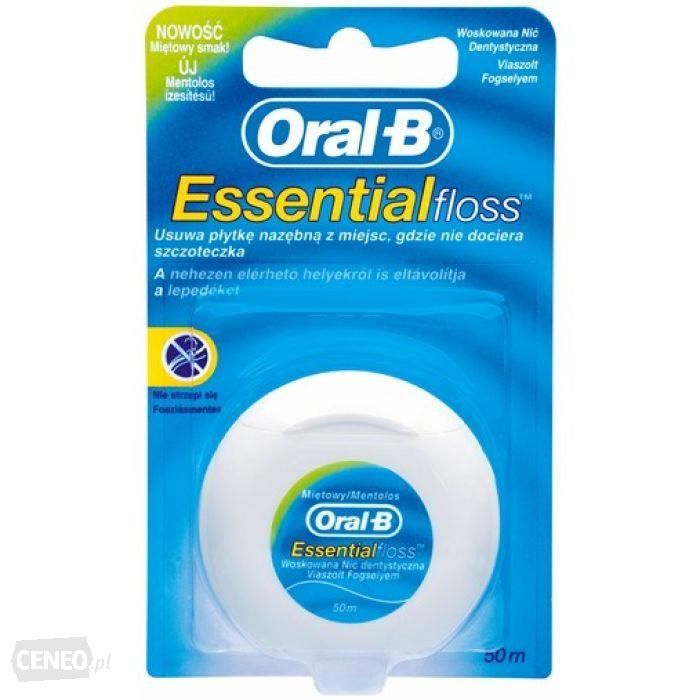 NOWOŚĆ
Miętowy smak!
ÚJ
Mentolos
ízesítésű!
Woskowana Nić
Dentystyczna
Viaszolt
Fogselyem
Oral-B®
Essentialfloss™
Usuwa płytkę nazębną z miejsc, gdzie nie dociera
szczoteczka
A nehezen elérhető helyekről is eltávolítja
a lepedéket
Nie strzępi się
Foszlásmentes
Miętowy/Mentolos
Oral-B
Essentialfloss™
Woskowana Nić dentystyczna
Viaszolt Fogselyem
50m
50m
CENEO.pl